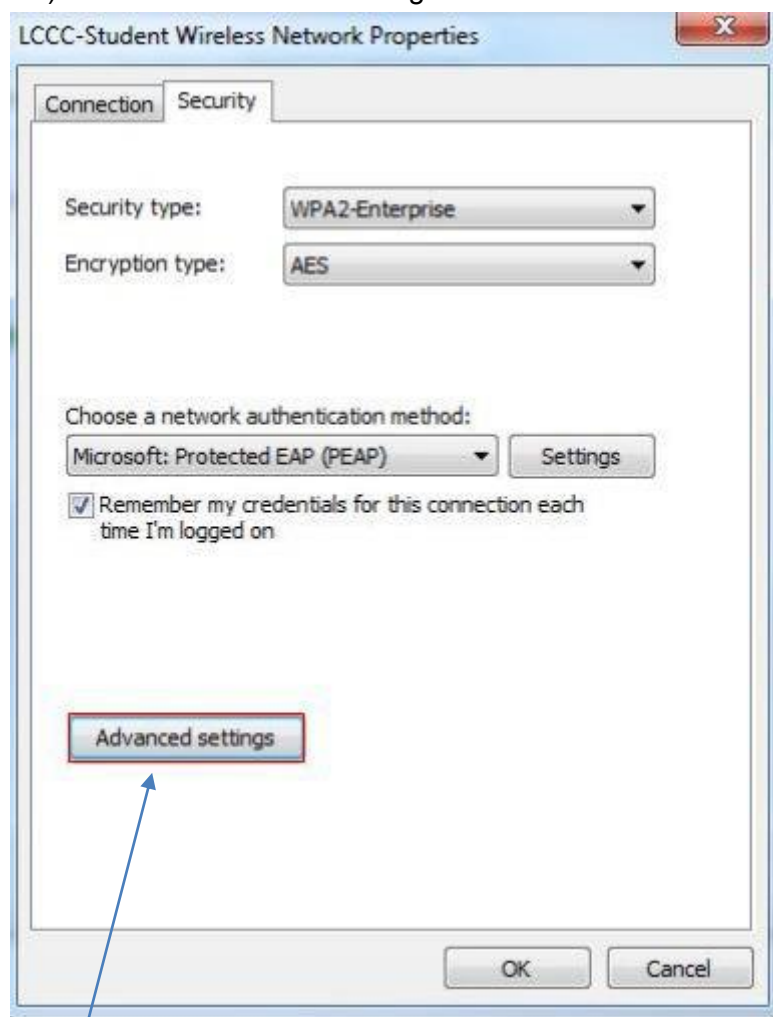 LCCC-Student Wireless Network Properties
Connection Security
Security type: WPA2-Enterprise
Encryption type: AES
Choose a network authentication method:
Microsoft: Protected EAP (PEAP) Settings
Remember my credentials for this connection each
time I'm logged on
Advanced settings
OK Cancel